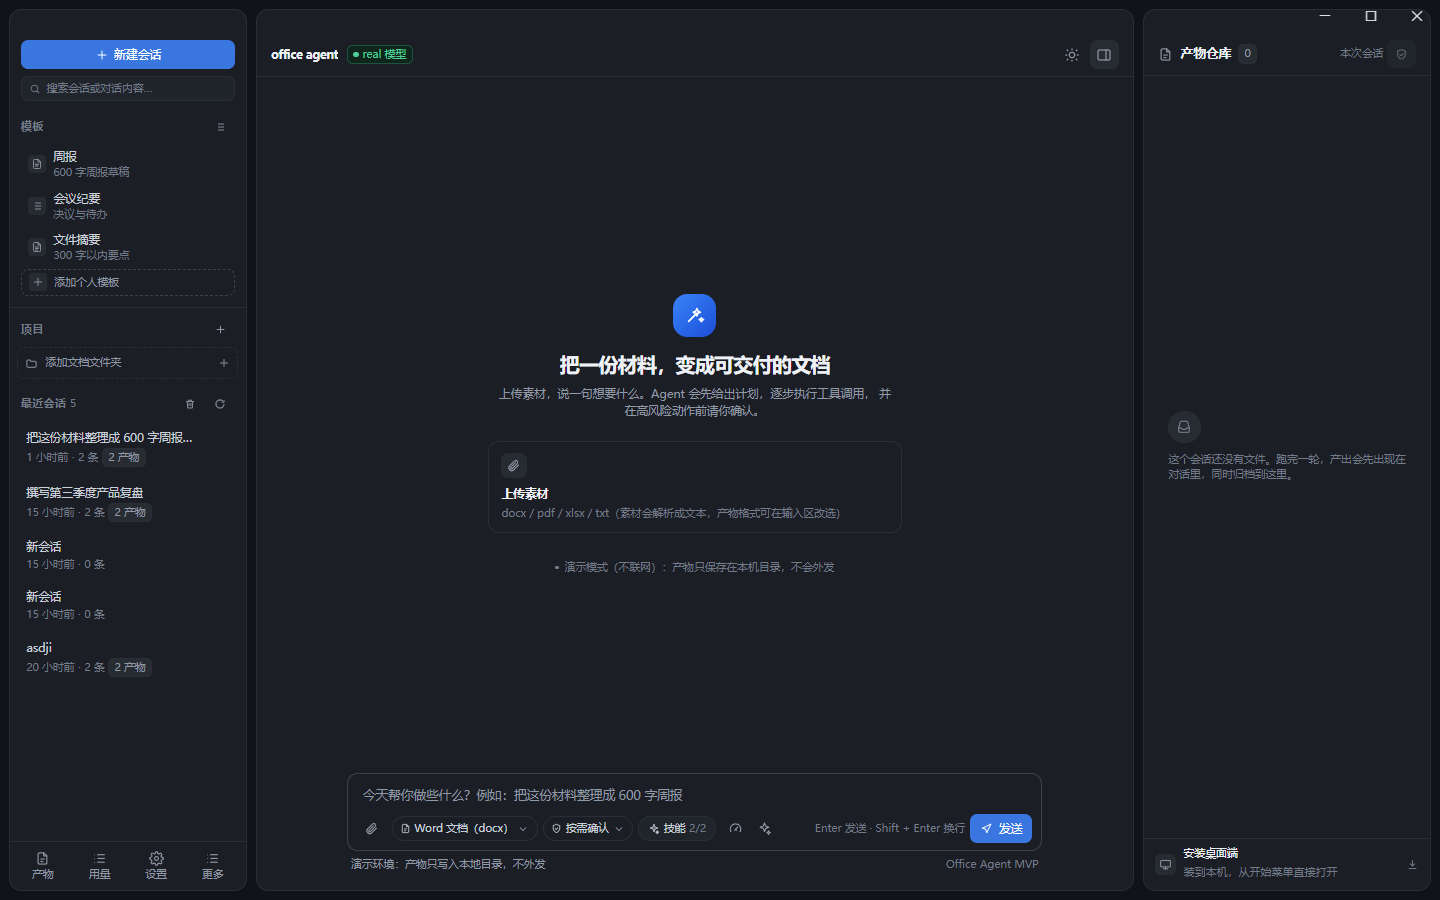 新建会话
搜索会话或对话内容...
模板
周报
600 字周报草稿
会议纪要
决议与待办
文件摘要
300 字以内要点
添加个人模板
项目
添加文档文件夹
最近会话 5
把这份材料整理成 600 字周报...
1 小时前 · 2 条 2 产物
撰写第三季度产品复盘
15 小时前 · 2 条 2 产物
新会话
15 小时前 · 0 条
新会话
15 小时前 · 0 条
asdji
20 小时前 · 2 条 2 产物
产物 用量 设置 更多
office agent real 模型
把一份材料，变成可交付的文档
上传素材，说一句想要什么。Agent 会先给出计划，逐步执行工具调用， 并
在高风险动作前请你确认。
上传素材
docx / pdf / xlsx / txt（素材会解析成文本，产物格式可在输入区改选）
• 演示模式（不联网）：产物只保存在本机目录，不会外发
今天帮你做些什么？例如：把这份材料整理成 600 字周报
Word 文档（docx） 按需确认 技能 2/2 Enter 发送 · Shift + Enter 换行 发送
演示环境：产物只写入本地目录，不外发 Office Agent MVP
产物仓库 0 本次会话
这个会话还没有文件。跑完一轮，产出会先出现在
对话里，同时归档到这里。
安装桌面端
装到本机，从开始菜单直接打开